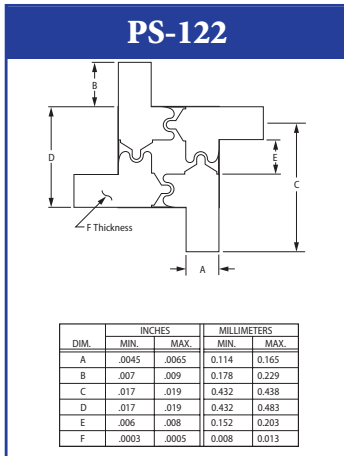 PS-122
B
D
E
C
F Thickness
A
INCHES MILLIMETERS
DIM. MIN. MAX. MIN. MAX.
A .0045 .0065 0.114 0.165
B .007 .009 0.178 0.229
C .017 .019 0.432 0.438
D .017 .019 0.432 0.483
E .006 .008 0.152 0.203
F .0003 .0005 0.008 0.013